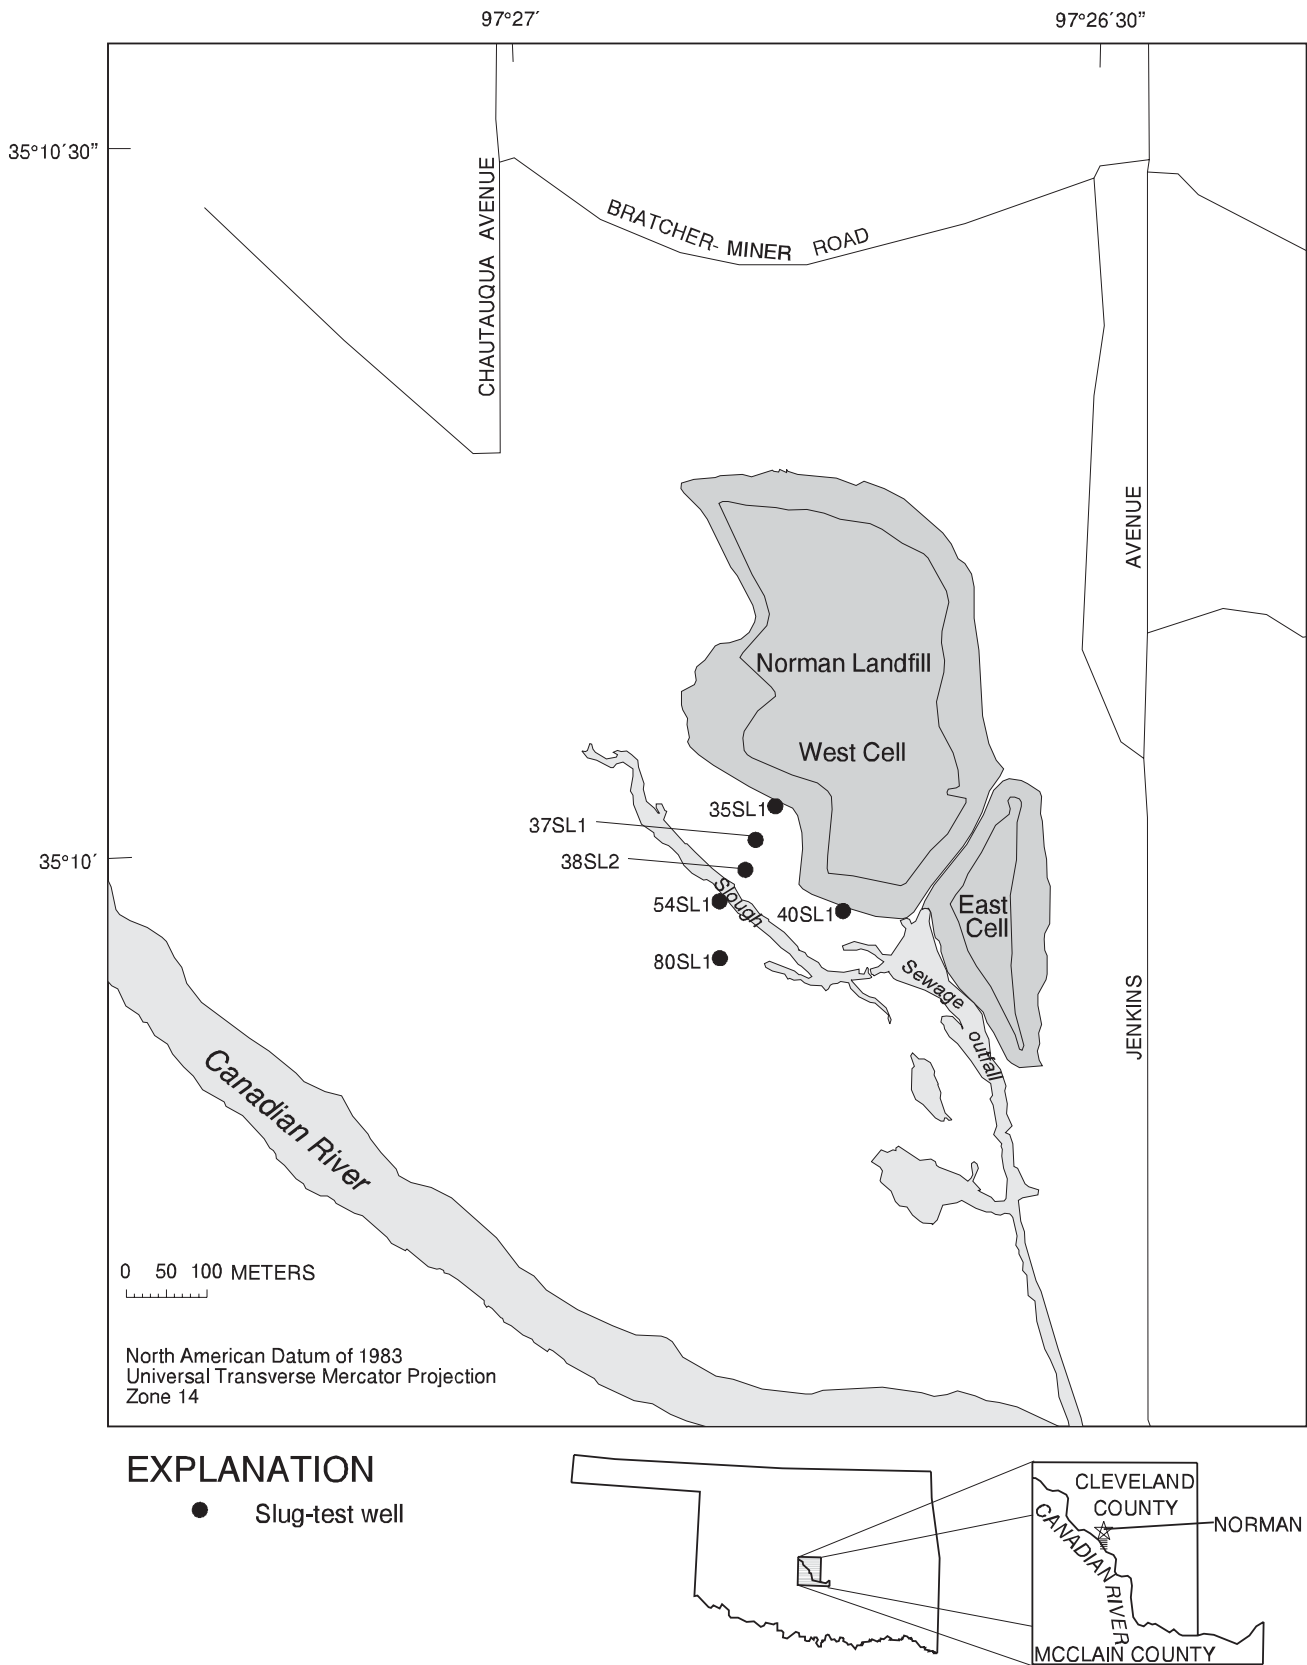 97°27′
97°26′30”
35°10′30”
CHAUTAUQUA AVENUE
BRATCHER- MINER ROAD
AVENUE
Norman Landfill
West Cell
35SL1
37SL1
35°10′
38SL2
54SL1
Slough
40SL1
East
Cell
80SL1
Sewage
outfall
JENKINS
Canadian River
0 50 100 METERS
North American Datum of 1983
Universal Transverse Mercator Projection
Zone 14
EXPLANATION
Slug-test well
CLEVELAND
COUNTY
NORMAN
CANADIAN RIVER
MCCLAIN COUNTY